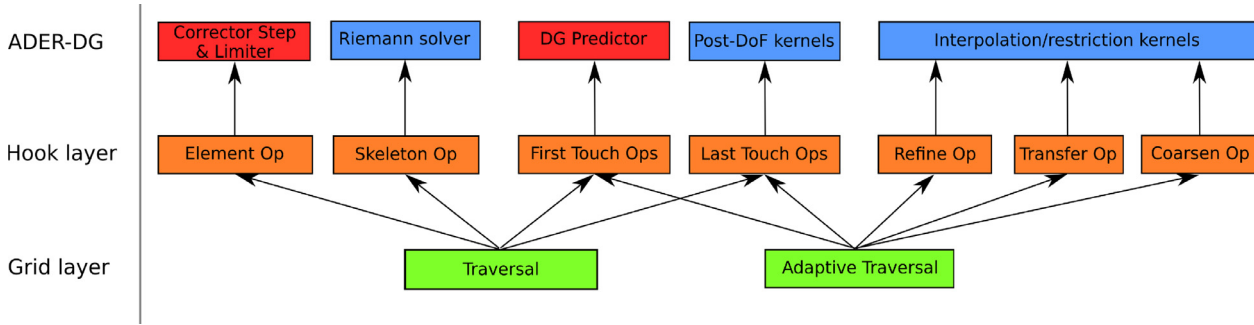 ADER-DG
Corrector Step
& Limiter
Riemann solver
DG Predictor
Post-DoF kernels
Interpolation/restriction kernels
Hook layer
Element Op
Skeleton Op
First Touch Ops
Last Touch Ops
Refine Op
Transfer Op
Coarsen Op
Grid layer
Traversal
Adaptive Traversal